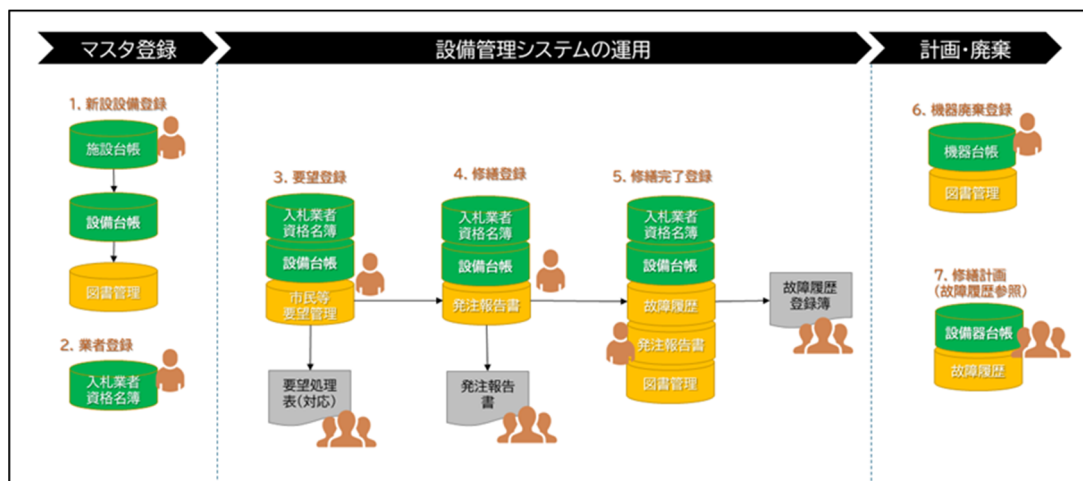 マスタ登録
設備管理システムの運用
計画・廃棄
1. 新設設備登録
施設台帳
設備台帳
図書管理
2. 業者登録
入札業者
資格名簿
3. 要望登録
入札業者
資格名簿
設備台帳
市民等
要望管理
要望処理
表(対応)
4. 修繕登録
入札業者
資格名簿
設備台帳
発注報告書
発注報告
書
5. 修繕完了登録
入札業者
資格名簿
設備台帳
故障履歴
発注報告書
図書管理
故障履歴
登録簿
6. 機器廃棄登録
機器台帳
図書管理
7. 修繕計画
(故障履歴参照)
設備器台帳
故障履歴